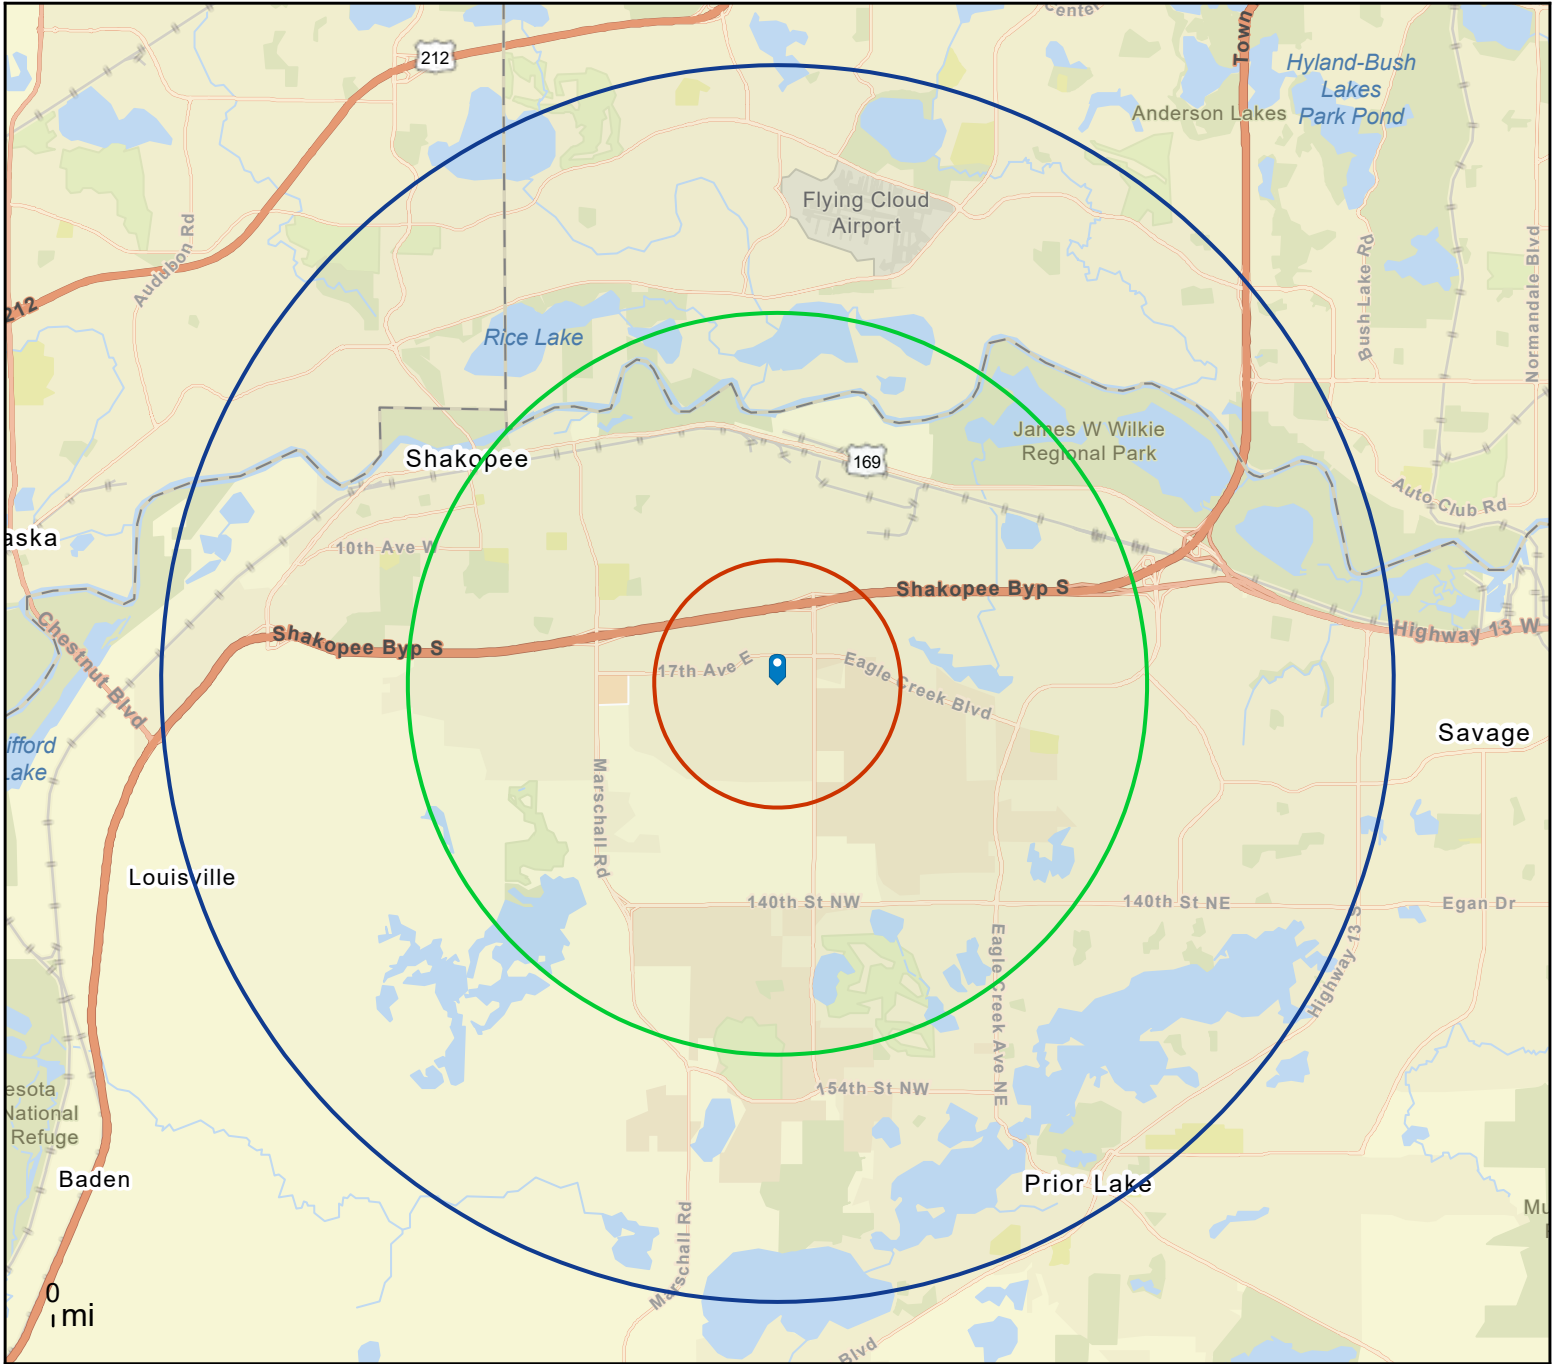 Center
212
Town
Hyland-Bush
Lakes
Park Pond
Anderson Lakes
Flying Cloud
Airport
Audubon Rd
212
Bush Lake Rd
Normandale Blvd
Rice Lake
James W Wilkie
Regional Park
Shakopee
169
Auto Club Rd
aska
10th Ave W
Shakopee Byp S
Shakopee Byp S
Highway 13 W
Chestnut Blvd
17th Ave E
Eagle Creek Blvd
Savage
ifford
Lake
Marschall Rd
Louisville
140th St NW
140th St NE
Egan Dr
Eagle Creek Ave NE
Highway 13 S
esota
National
Refuge
154th St NW
Baden
Prior Lake
Mu
Marschall Rd
0
mi
Blvd